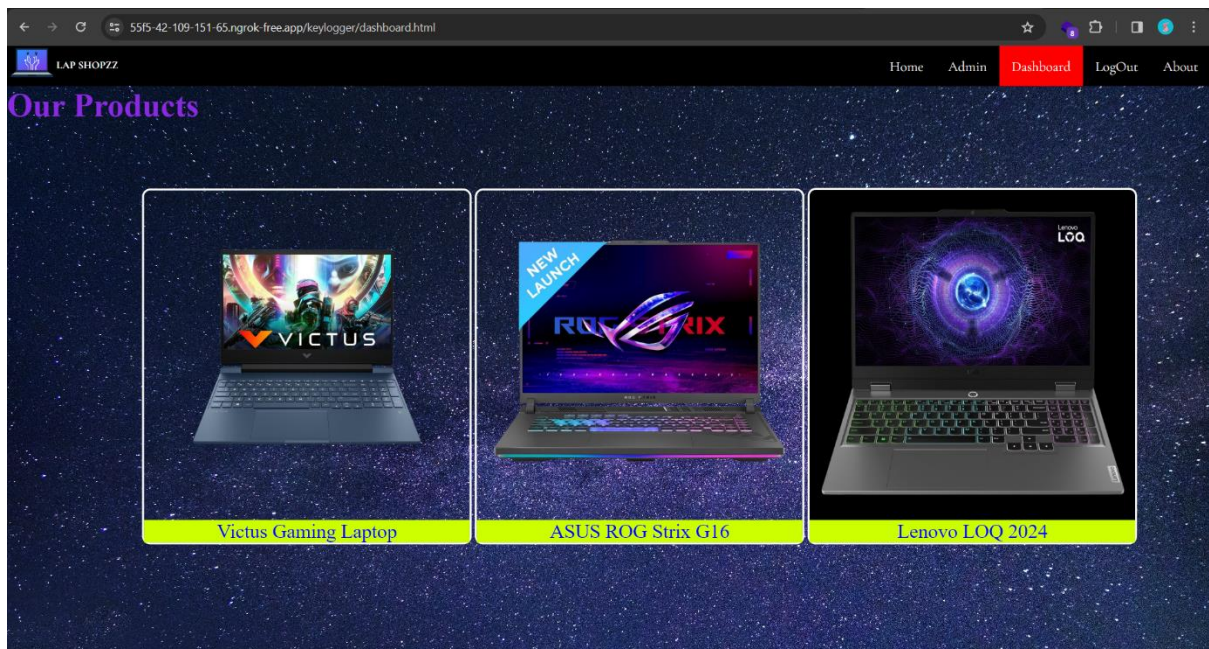 55f5-42-109-151-65.ngrok-free.app/keylogger/dashboard.html
8
LAP SHOPZZ
Home Admin Dashboard LogOut About
Our Products
VICTUS
NEW
LAUNCH
ROG STRIX
Lenovo
LOQ
Victus Gaming Laptop
ASUS ROG Strix G16
Lenovo LOQ 2024